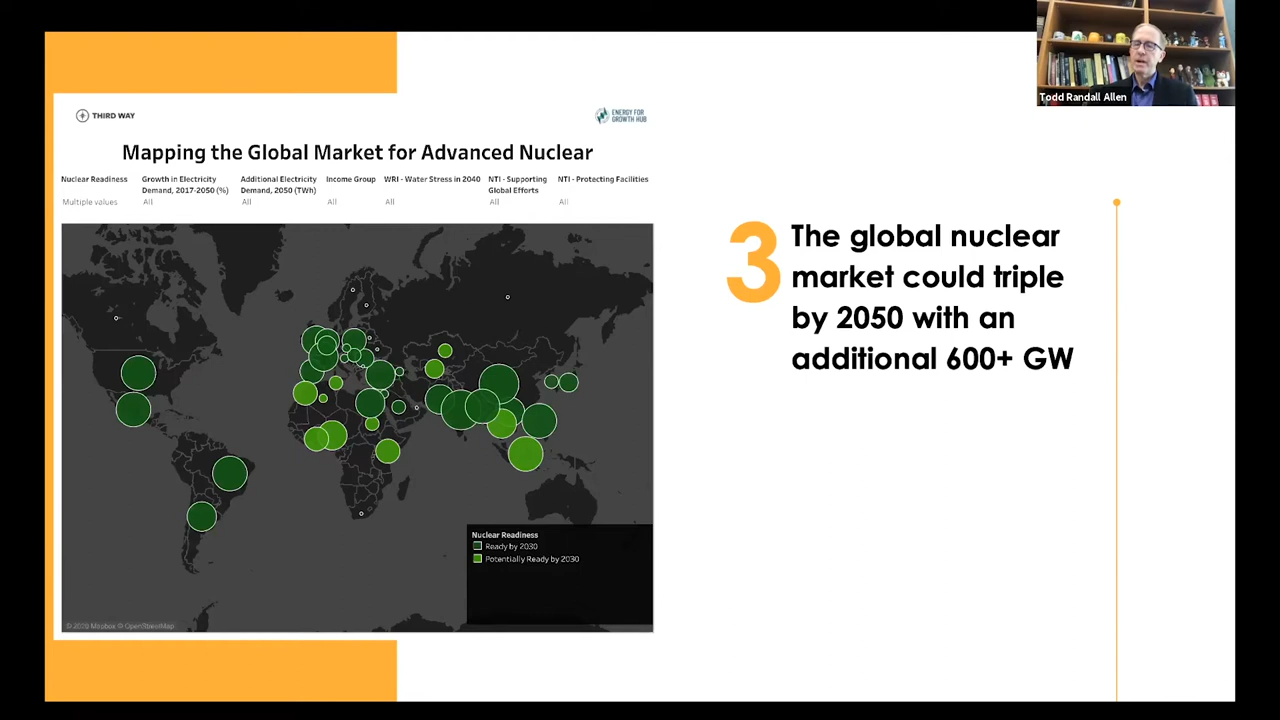 Todd Randall Allen
THIRD WAY
ENERGY FOR
GROWTH HUB
Mapping the Global Market for Advanced Nuclear
Nuclear Readiness
Multiple values
Growth in Electricity
Demand, 2017-2050 (%)
All
Additional Electricity
Demand, 2050 (TWh)
All
Income Group
All
WRI - Water Stress in 2040
All
NTI - Supporting
Global Efforts
All
NTI - Protecting Facilities
All
Nuclear Readiness
Ready by 2030
Potentially Ready by 2030
© 2020 Mapbox © OpenStreetMap
3
The global nuclear
market could triple
by 2050 with an
additional 600+ GW